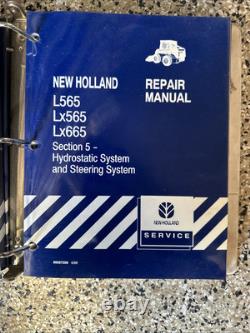 NEW HOLLAND
L565
Lx565
Lx665
REPAIR
MANUAL
Section 5 -
Hydrostatic System
and Steering System
NEW HOLLAND
SERVICE